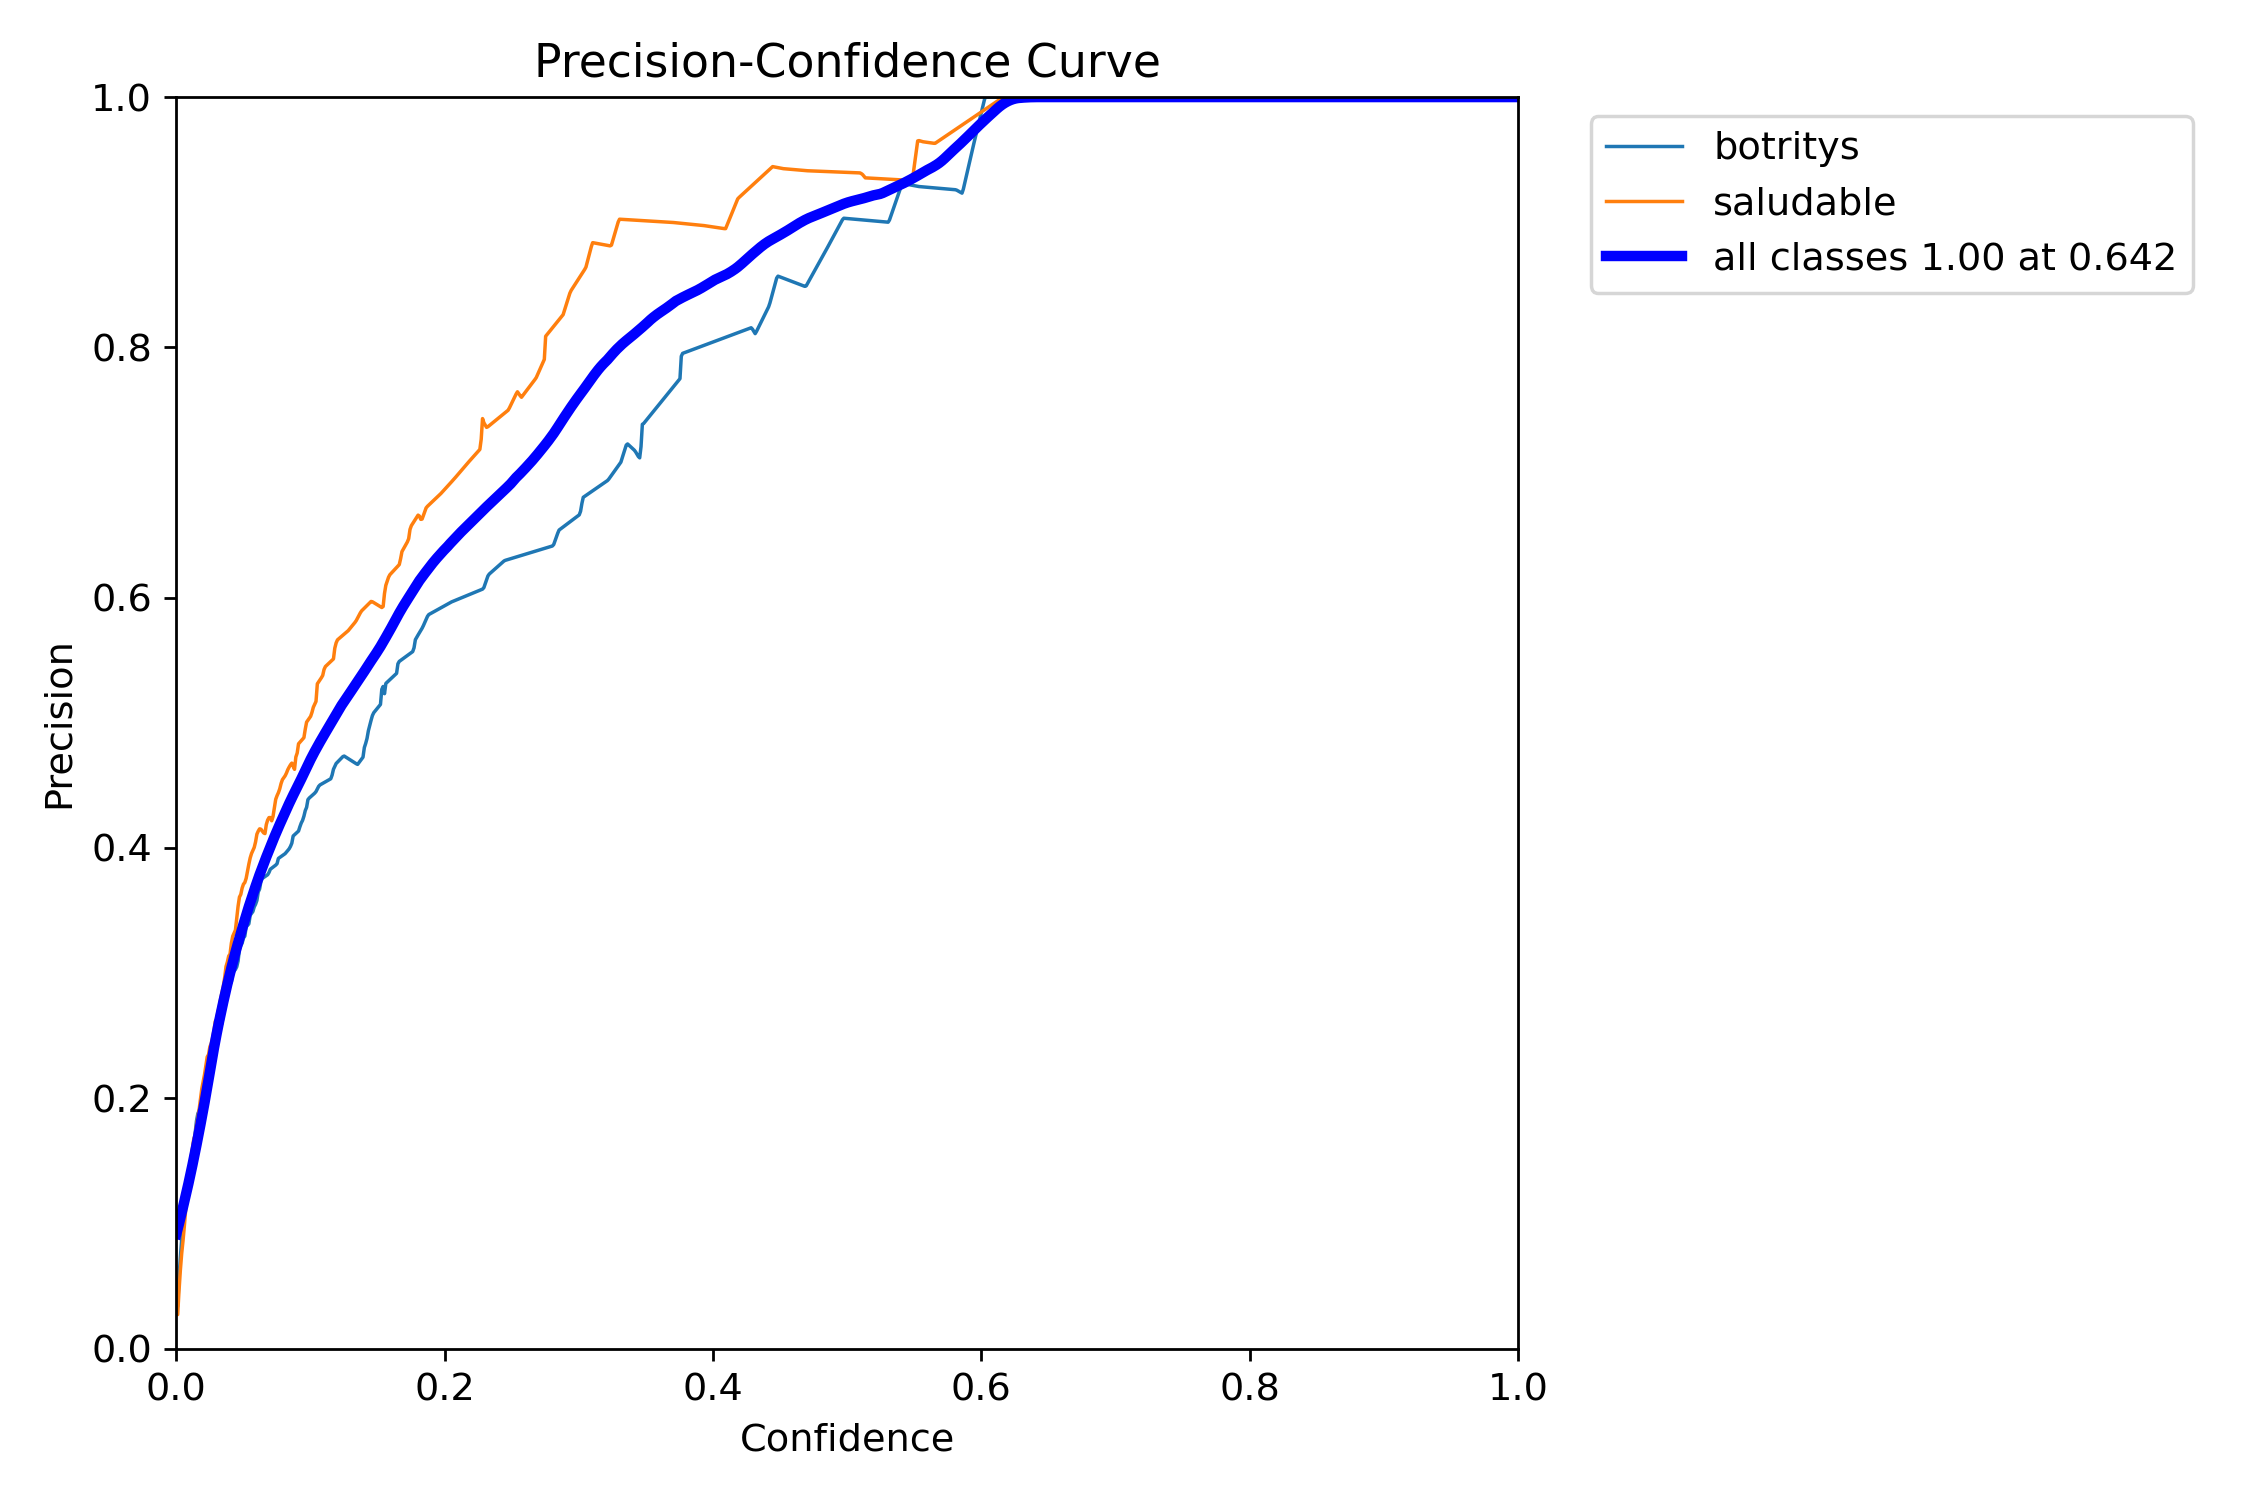 Precision-Confidence Curve
1.0
0.8
0.6
0.4
0.2
0.0
Precision
0.0 0.2 0.4 0.6 0.8 1.0
Confidence
botritys
saludable
all classes 1.00 at 0.642